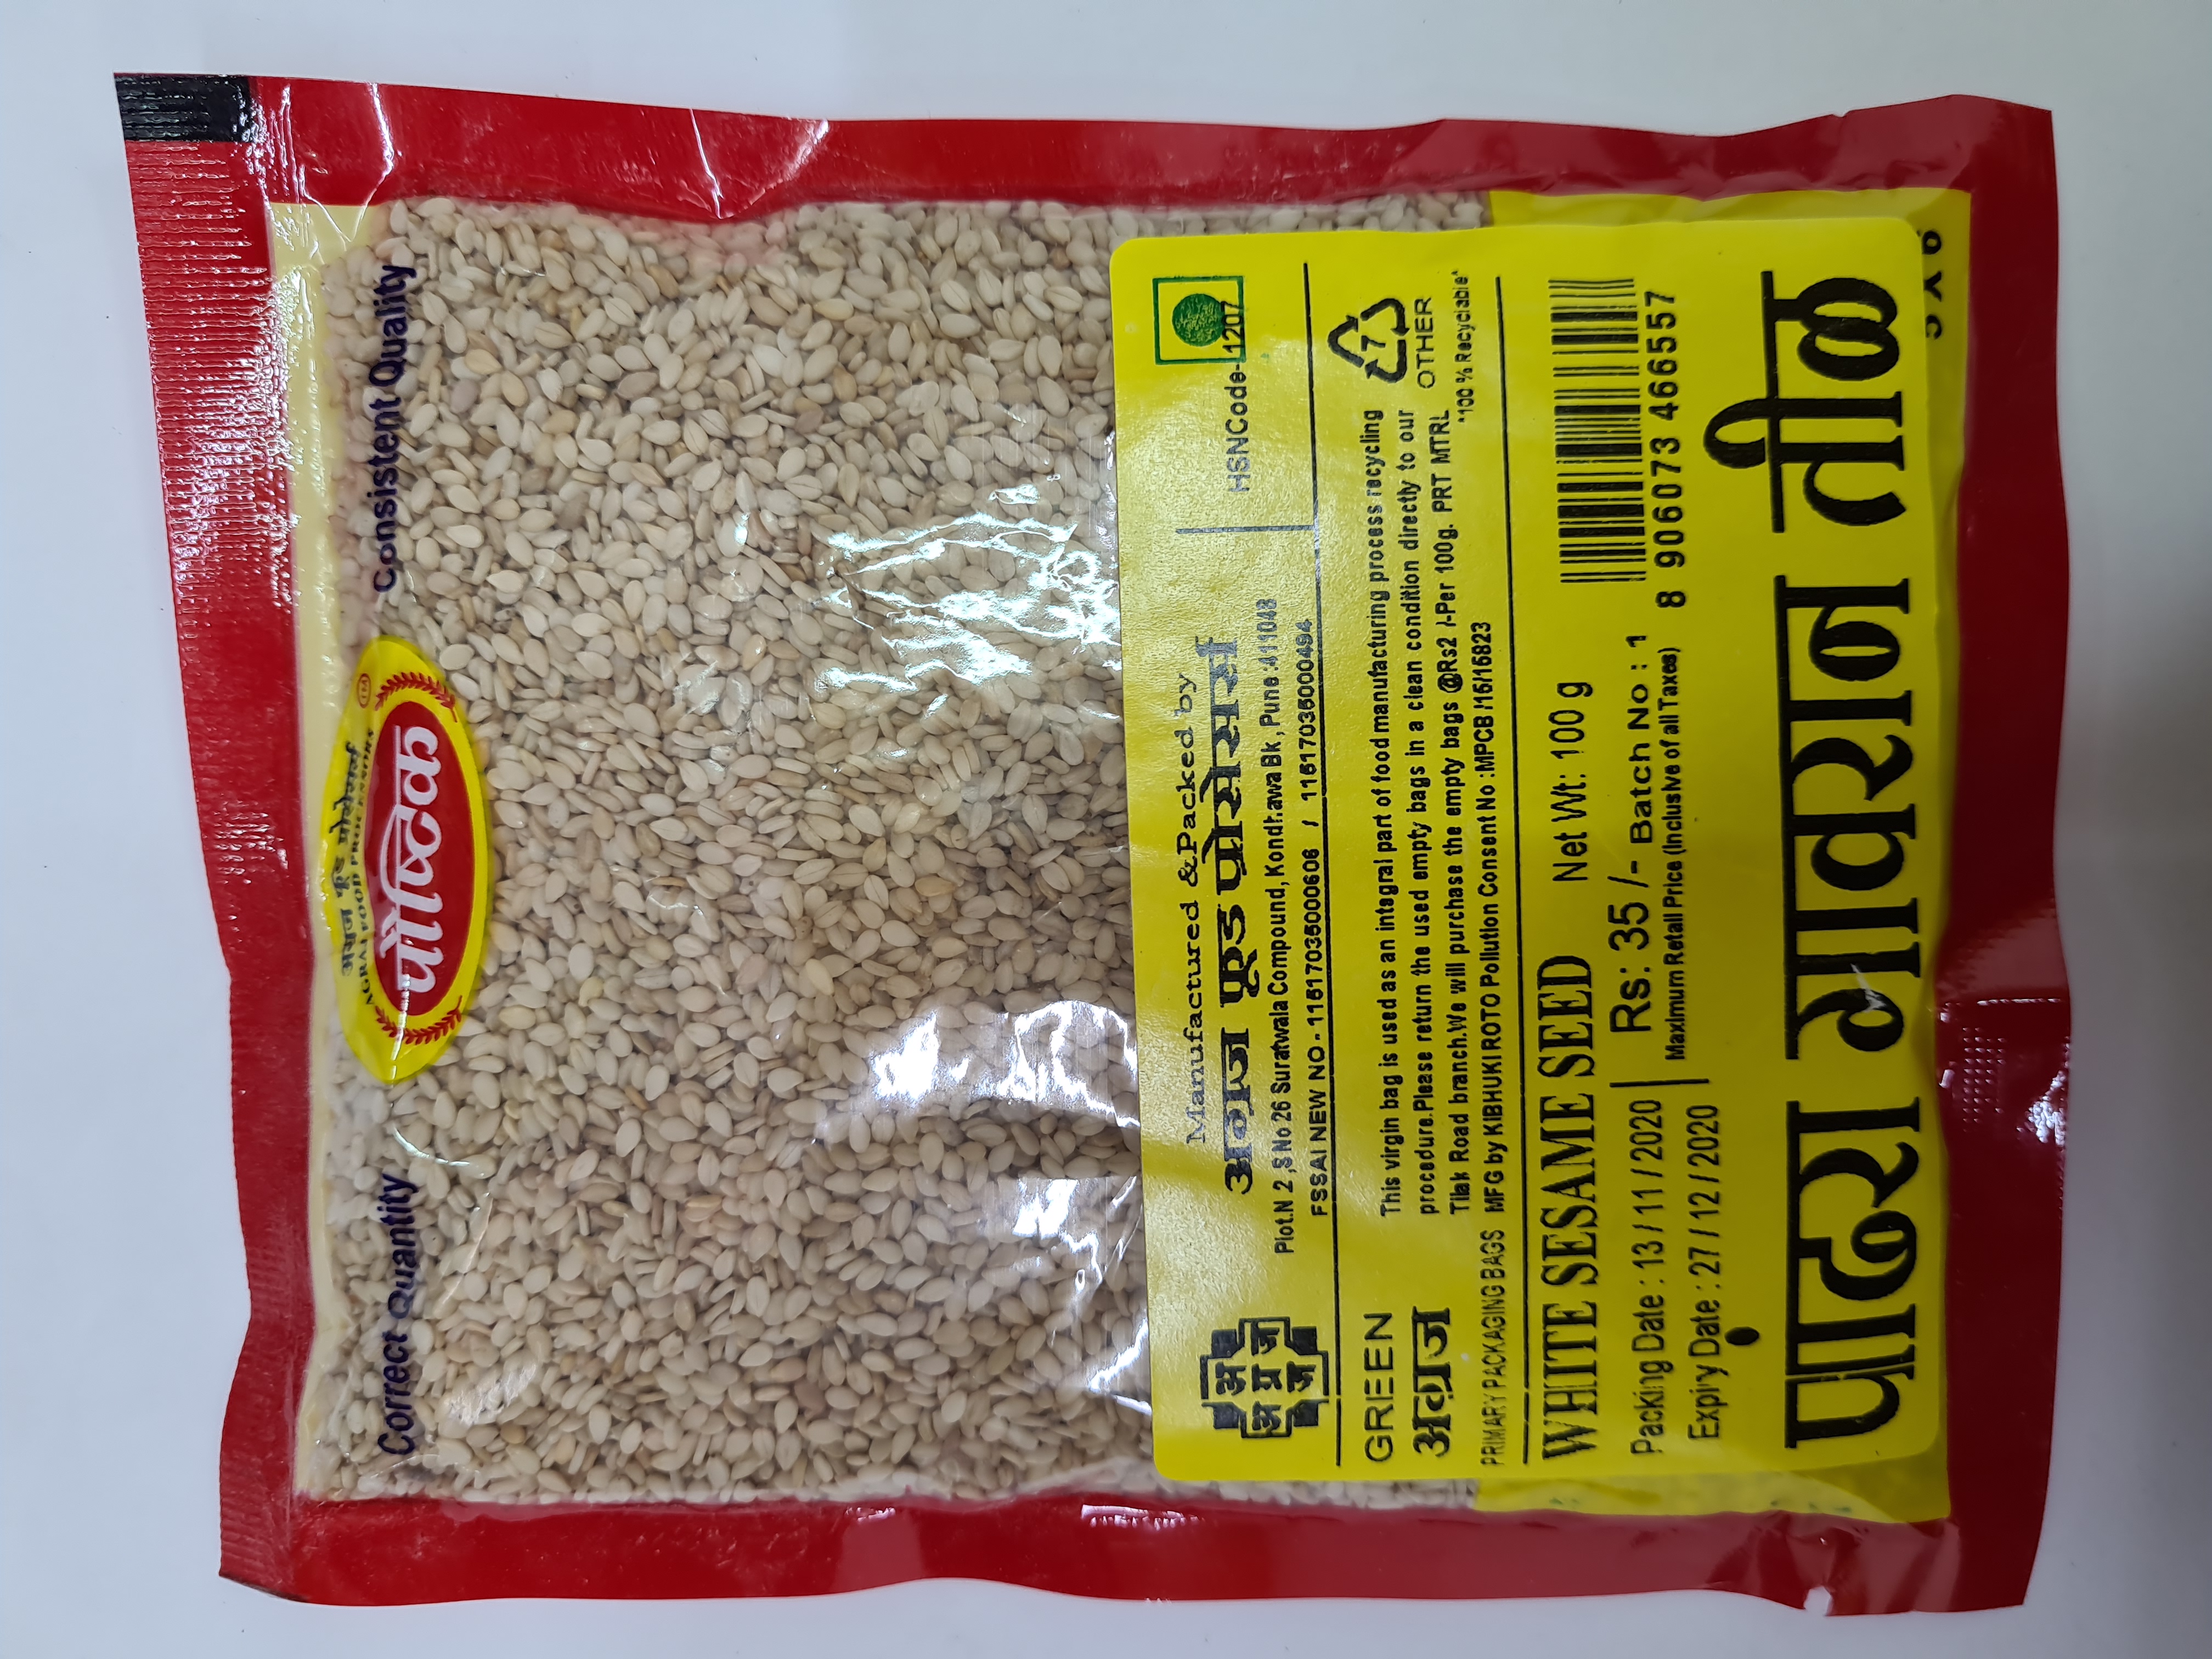 अग्रज फूड प्रोसेसर्स
AGRAJ FOOD PROCESSORS
TM
Correct Quantity
पौष्टिक
Consistent Quality
Manufactured &Packed by
अग्रज फूड प्रोसेसर्स
Plot.N 2 ,S No 26 Suratwala Compound, Kondhawa Bk , Pune :411048
FSSAI NEW NO - 11517035000606 / 11517035000494
HSNCode- 1207
अ
अ ग्र ज
ज
GREEN
अग्रज
PRIMARY PACKAGING BAGS
This virgin bag is used as an integral part of food manufacturing process recycling
procedure.Please return the used empty bags in a clean condition directly to our
Tilak Road branch.We will purchase the empty bags @Rs2 /-Per 100g. PRT MTRL
MFG by KIBHUKI ROTO Pollution Consent No :MPCB /15/15823
7
OTHER
"100 % Recyclable"
WHITE SESAME SEED
Net Wt: 100 g
Packing Date : 13 / 11 / 2020
Expiry Date : 27 / 12 / 2020
Rs: 35 /- Batch No : 1
Maximum Retail Price (Inclusive of all Taxes)
8 906073 466557
पांढरा गावरान तीळ
5 X 6